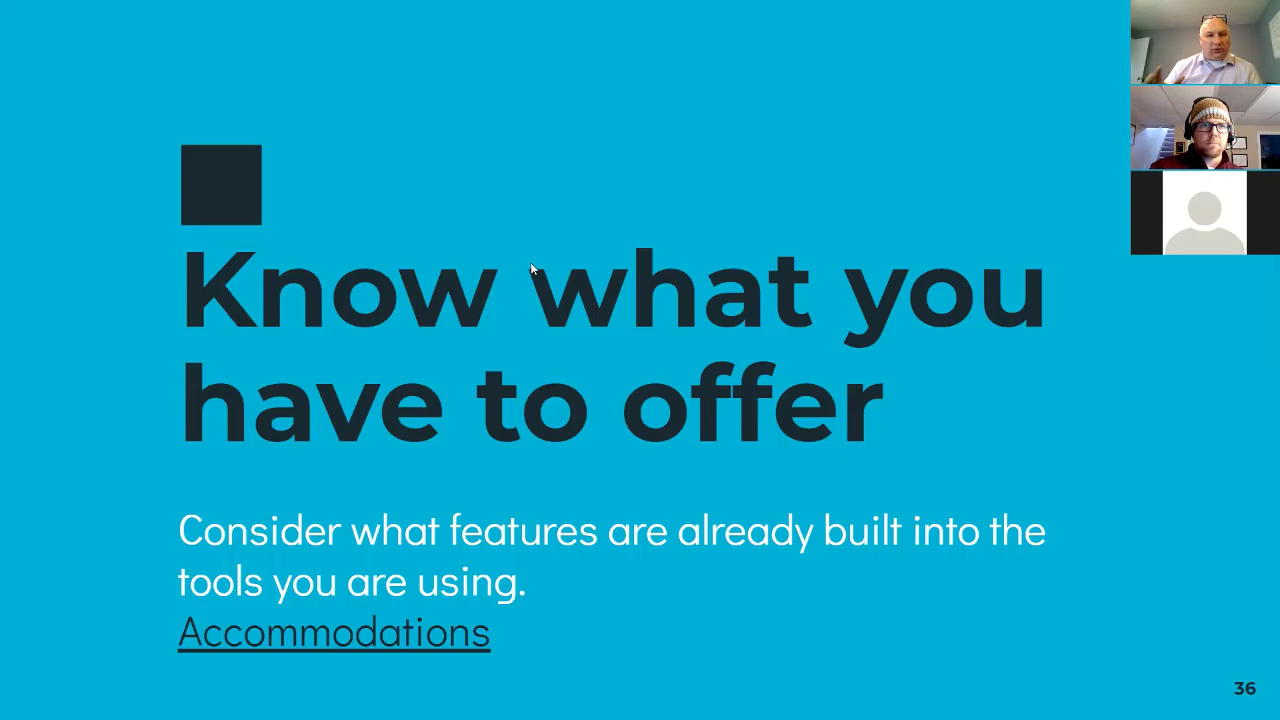 Know what you
have to offer
Consider what features are already built into the
tools you are using.
Accommodations
36